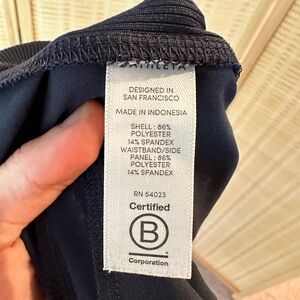 ATHLETA
DESIGNED IN
SAN FRANCISCO
MADE IN INDONESIA
SHELL : 86%
POLYESTER
14% SPANDEX
WAISTBAND/SIDE
PANEL : 86%
POLYESTER
14% SPANDEX
RN 54023
Certified
B
Corporation